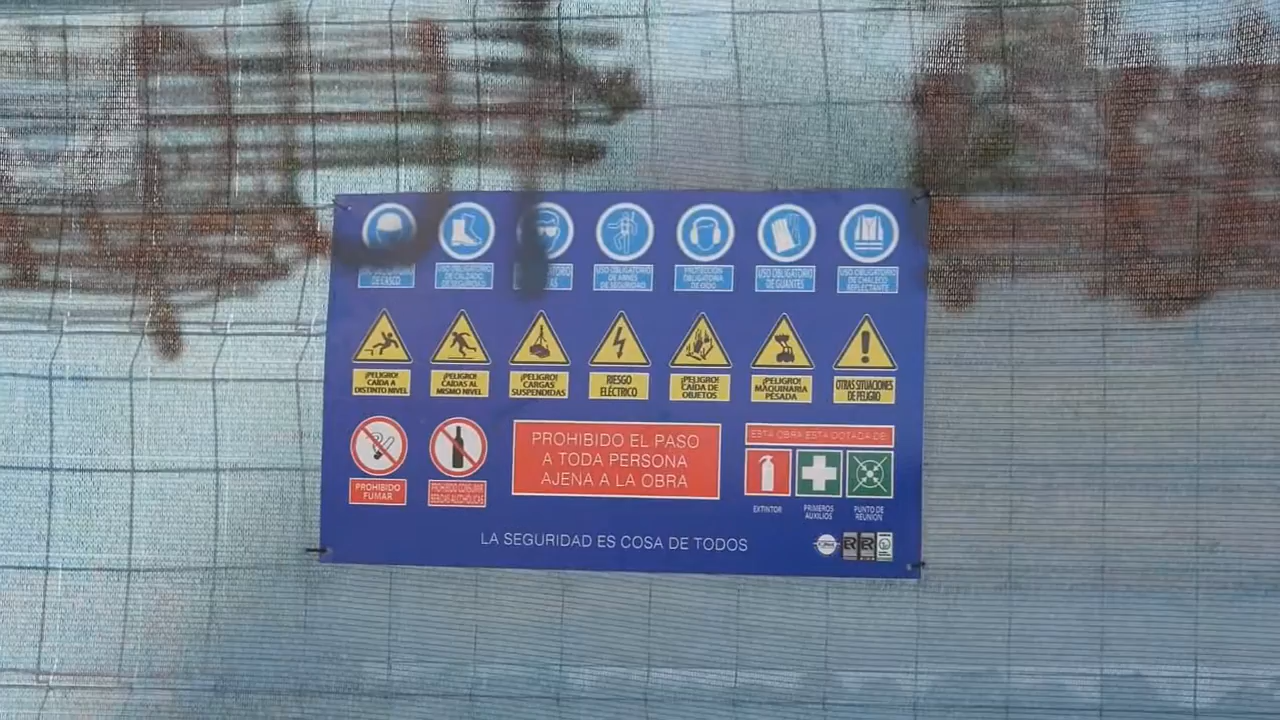 DE CASCO
USO OBLIGATORIO
DE CALZADO
DE SEGURIDAD
USO OBLIGATORIO
DE ARNES
DE SEGURIDAD
PROTECCION
OBLIGATORIA
DE OIDO
USO OBLIGATORIO
DE GUANTES
USO OBLIGATORIO
DE CHALECO
REFLECTANTE
¡PELIGRO!
CAÍDA A
DISTINTO NIVEL
¡PELIGRO!
CAÍDAS AL
MISMO NIVEL
¡PELIGRO!
CARGAS
SUSPENDIDAS
RIESGO
ELÉCTRICO
¡PELIGRO!
CAÍDA DE
OBJETOS
¡PELIGRO!
MAQUINARIA
PESADA
OTRAS SITUACIONES
DE PELIGRO
PROHIBIDO
FUMAR
PROHIBIDO CONSUMIR
BEBIDAS ALCOHOLICAS
PROHIBIDO EL PASO
A TODA PERSONA
AJENA A LA OBRA
ESTA OBRA ESTA DOTADA DE:
EXTINTOR
PRIMEROS
AUXILIOS
PUNTO DE
REUNION
LA SEGURIDAD ES COSA DE TODOS